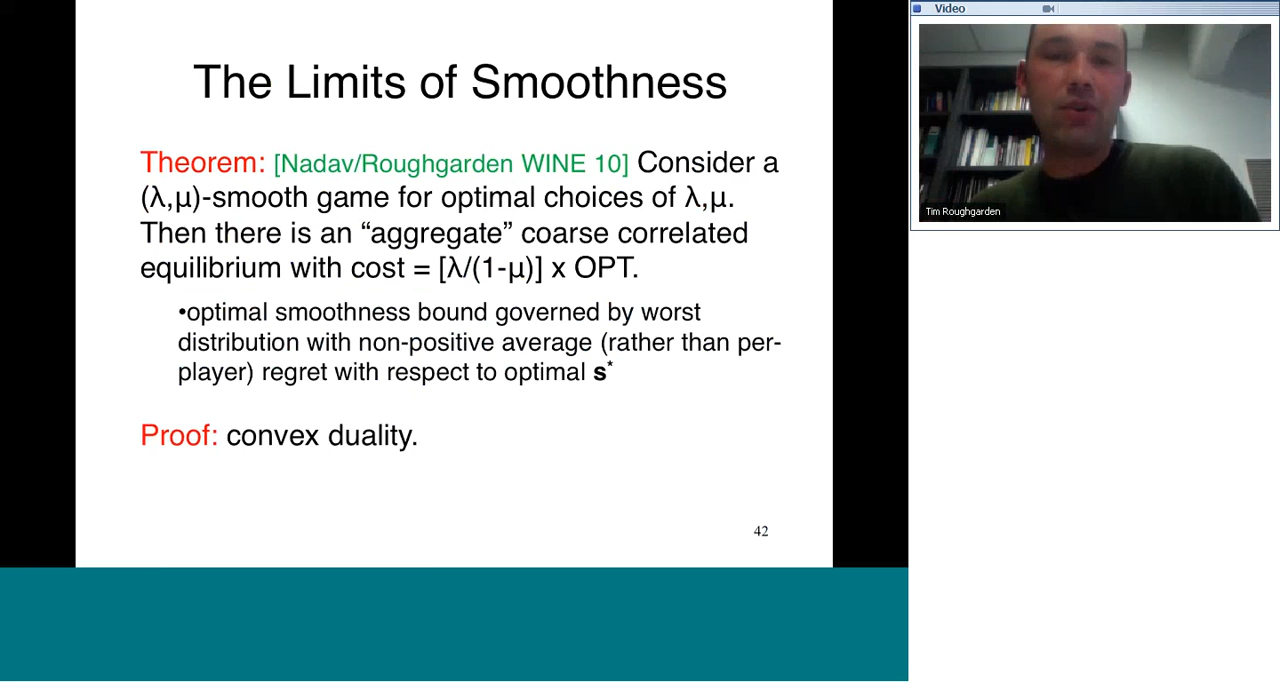 The Limits of Smoothness
Theorem: [Nadav/Roughgarden WINE 10] Consider a
(λ,μ)-smooth game for optimal choices of λ,μ.
Then there is an “aggregate” coarse correlated
equilibrium with cost = [λ/(1-μ)] x OPT.
•optimal smoothness bound governed by worst
distribution with non-positive average (rather than per-
player) regret with respect to optimal s*
Proof: convex duality.
42
Video
Tim Roughgarden